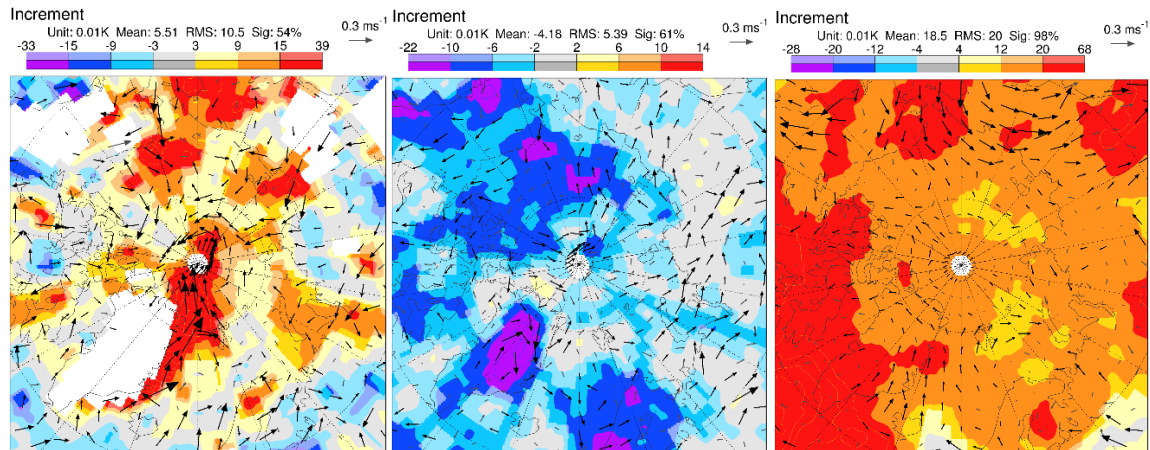 Increment
Unit: 0.01K Mean: 5.51 RMS: 10.5 Sig: 54%
0.3 ms-1
-33 -15 -9 -3 3 9 15 39
Increment
Unit: 0.01K Mean: -4.18 RMS: 5.39 Sig: 61%
0.3 ms-1
-22 -10 -6 -2 2 6 10 14
Increment
Unit: 0.01K Mean: 18.5 RMS: 20 Sig: 98%
0.3 ms-1
-28 -20 -12 -4 4 12 20 68